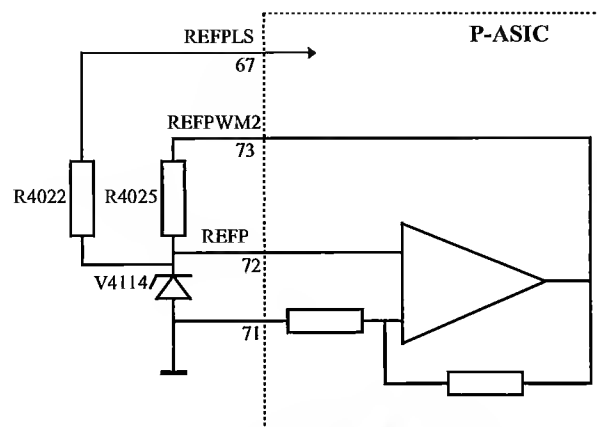 REFPLS
P-ASIC
67
REFPWM2
73
R4022
R4025
REFP
72
V4114
71